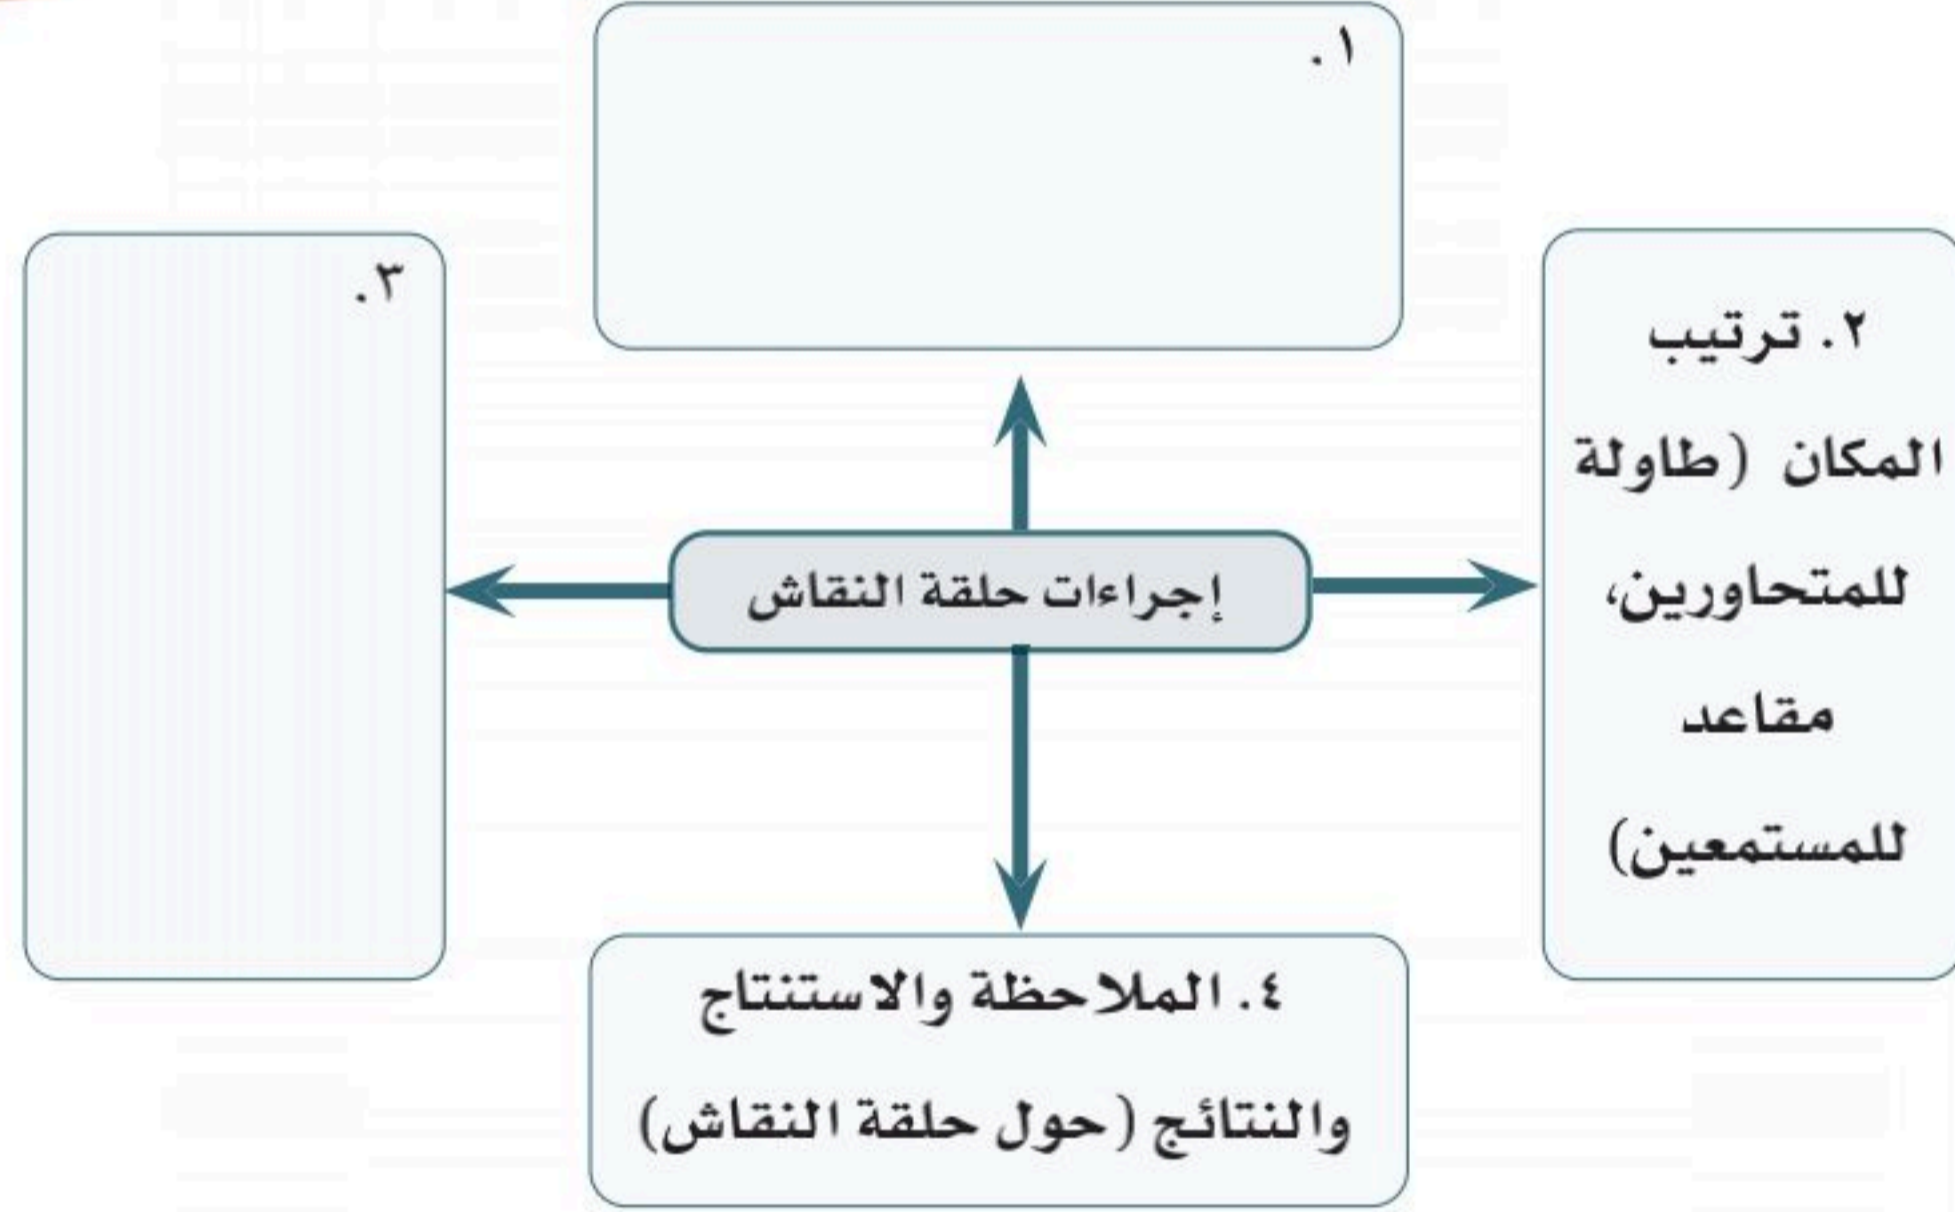 ١.
٢. ترتيب
المكان (طاولة
للمتحاورين،
مقاعد
للمستمعين)
٣.
إجراءات حلقة النقاش
٤. الملاحظة والاستنتاج
والنتائج (حول حلقة النقاش)